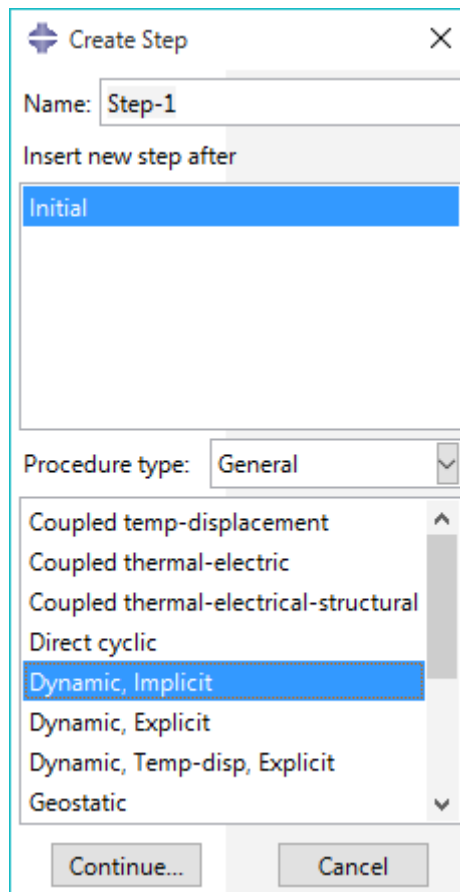 Create Step
Name: Step-1
Insert new step after
Initial
Procedure type: General
Coupled temp-displacement
Coupled thermal-electric
Coupled thermal-electrical-structural
Direct cyclic
Dynamic, Implicit
Dynamic, Explicit
Dynamic, Temp-disp, Explicit
Geostatic
Continue... Cancel